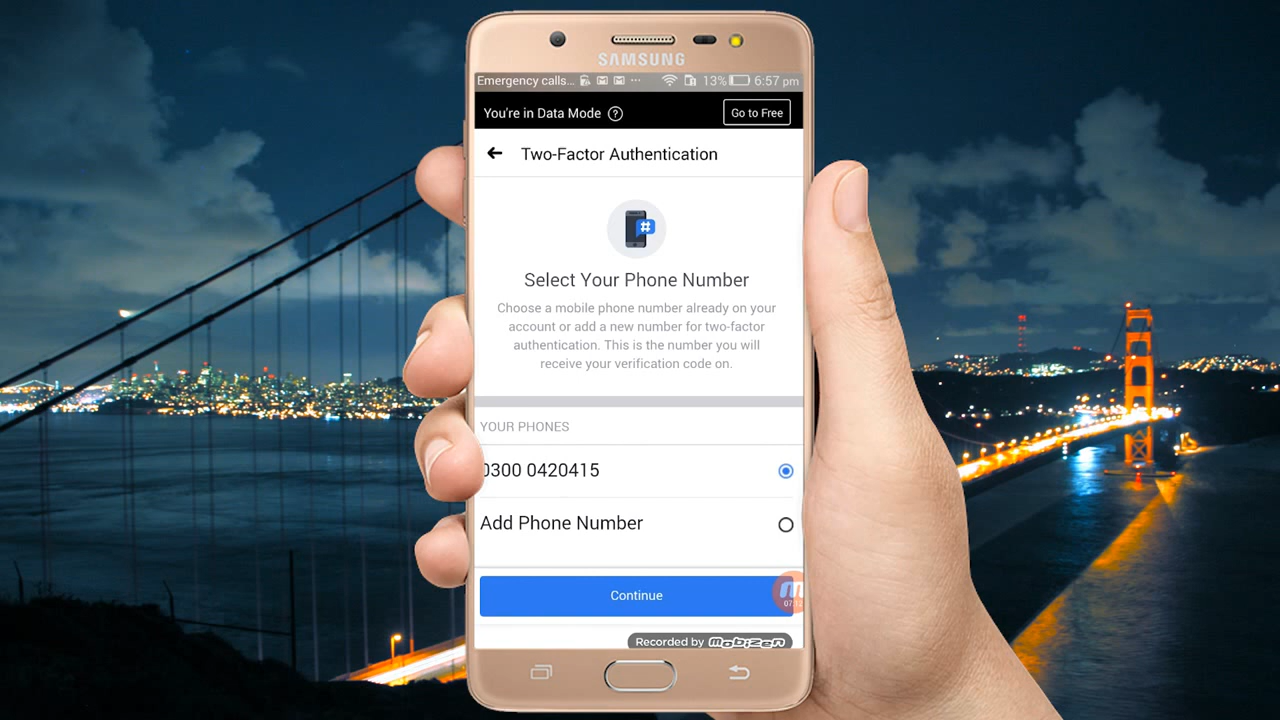 SAMSUNG
Emergency calls... 13% 6:57 pm
You're in Data Mode ? Go to Free
Two-Factor Authentication
#
Select Your Phone Number
Choose a mobile phone number already on your
account or add a new number for two-factor
authentication. This is the number you will
receive your verification code on.
YOUR PHONES
0300 0420415
Add Phone Number
Continue
Recorded by mobizen